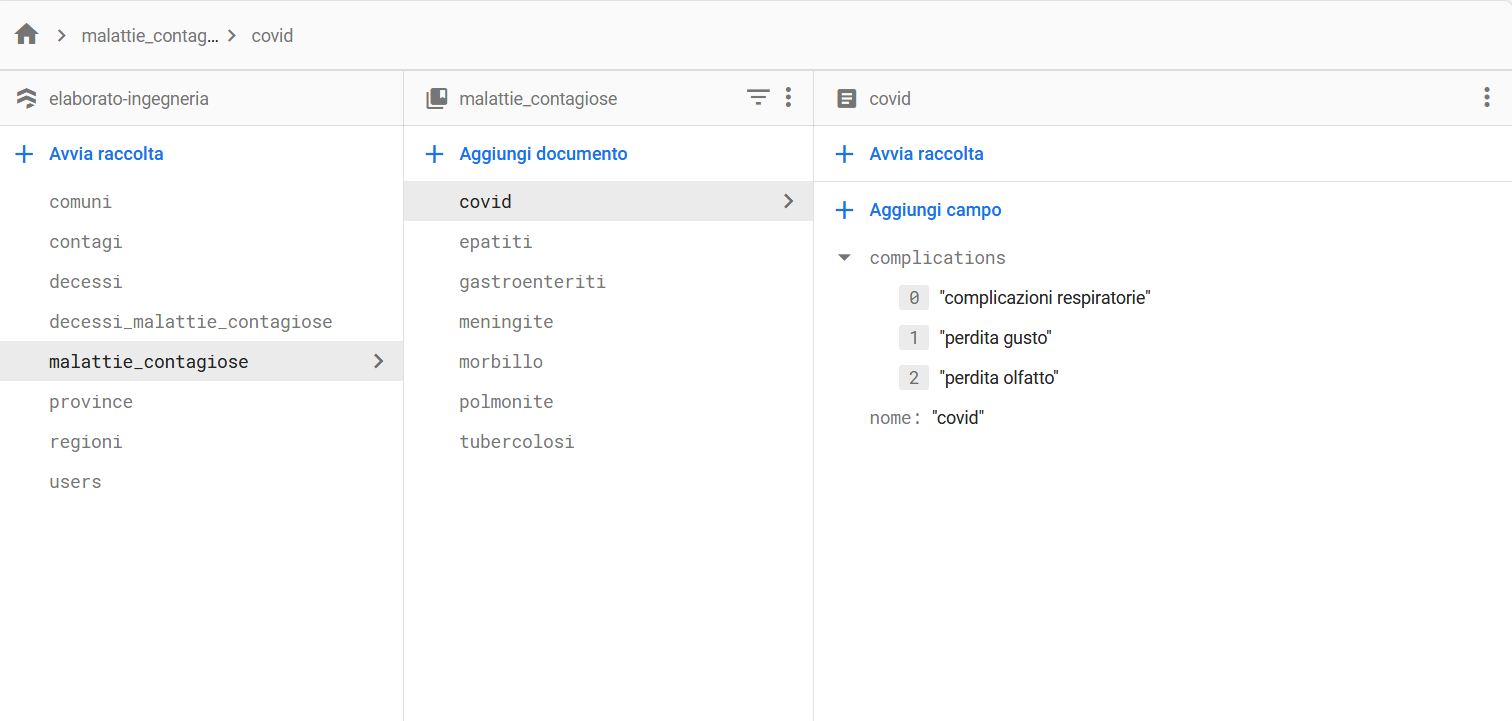 malattie_contag... covid
elaborato-ingegneria
Avvia raccolta
comuni
contagi
decessi
decessi_malattie_contagiose
malattie_contagiose
province
regioni
users
malattie_contagiose
Aggiungi documento
covid
epatiti
gastroenteriti
meningite
morbillo
polmonite
tubercolosi
covid
Avvia raccolta
Aggiungi campo
complications
0 "complicazioni respiratorie"
1 "perdita gusto"
2 "perdita olfatto"
nome: "covid"